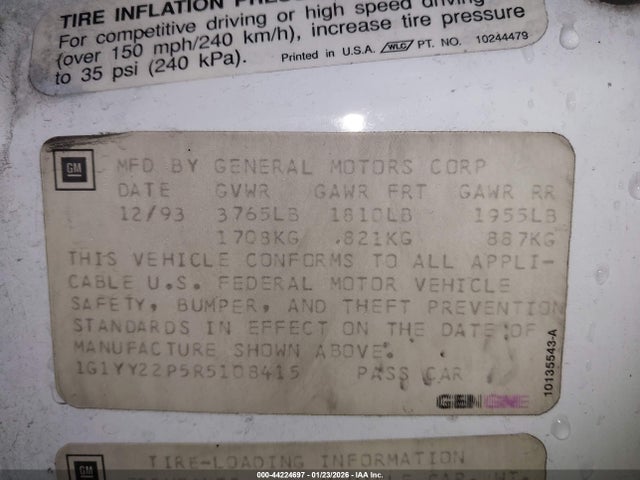 TIRE INFLATION
For competitive driving or high speed driving
(over 150 mph/240 km/h), increase tire pressure
to 35 psi (240 kPa).
Printed in U.S.A. WLC PT. NO. 10244479
GM
MFD BY GENERAL MOTORS CORP
DATE GVWR GAWR FRT GAWR RR
12/93 3765LB 1810LB 1955LB
1708KG 821KG 887KG
THIS VEHICLE CONFORMS TO ALL APPLI-
CABLE U.S. FEDERAL MOTOR VEHICLE
SAFETY, BUMPER, AND THEFT PREVENTION
STANDARDS IN EFFECT ON THE DATE OF
MANUFACTURE SHOWN ABOVE.
1G1YY22P5R5108415 PASS CAR
GEN GME
10135543-A
GM
TIRE-LOADING INFORMATION
000-44224697 - 01/23/2026 - IAA Inc.